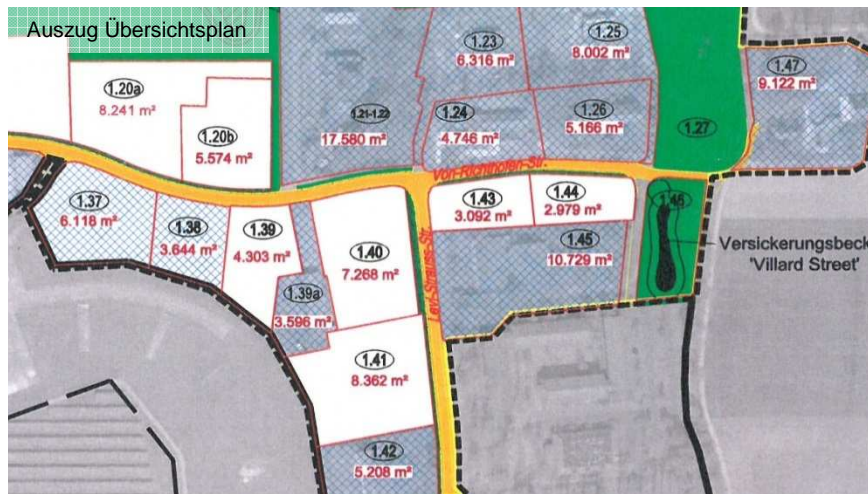 Auszug Übersichtsplan
1.20a
8.241 m²
1.20b
5.574 m²
1.21-1.22
17.580 m²
1.23
6.316 m²
1.24
4.746 m²
1.25
8.002 m²
1.26
5.166 m²
1.27
1.47
9.122 m²
Von-Richthofen-Str.
1.37
6.118 m²
1.38
3.644 m²
1.39
4.303 m²
1.39a
3.596 m²
1.40
7.268 m²
1.41
8.362 m²
1.42
5.208 m²
Levi-Strauss-Str.
1.43
3.092 m²
1.44
2.979 m²
1.45
10.729 m²
Versickerungsbeck
'Villard Street'